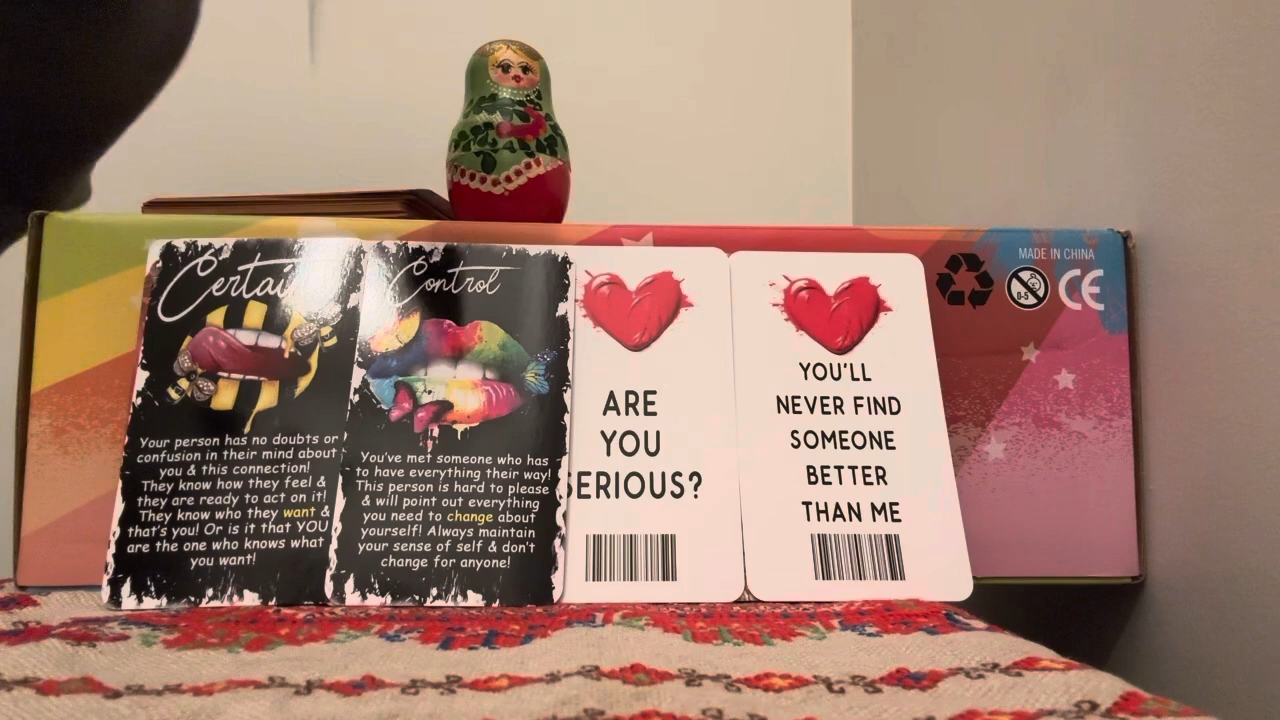 Certai
Your person has no doubts or
confusion in their mind about
you & this connection!
They know how they feel &
they are ready to act on it!
They know who they want &
that's you! Or is it that YOU
are the one who knows what
you want!
Control
You've met someone who has
to have everything their way!
This person is hard to please
& will point out everything
you need to change about
yourself! Always maintain
your sense of self & don't
change for anyone!
ARE
YOU
SERIOUS?
YOU'LL
NEVER FIND
SOMEONE
BETTER
THAN ME
MADE IN CHINA
0-5
CE